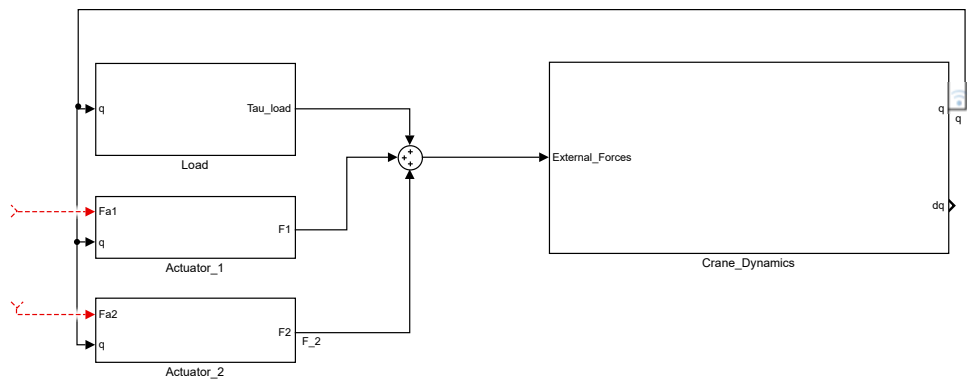 q
Tau_load
Load
Fa1
q
F1
Actuator_1
Fa2
q
F2
F_2
Actuator_2
External_Forces
q
q
dq
Crane_Dynamics